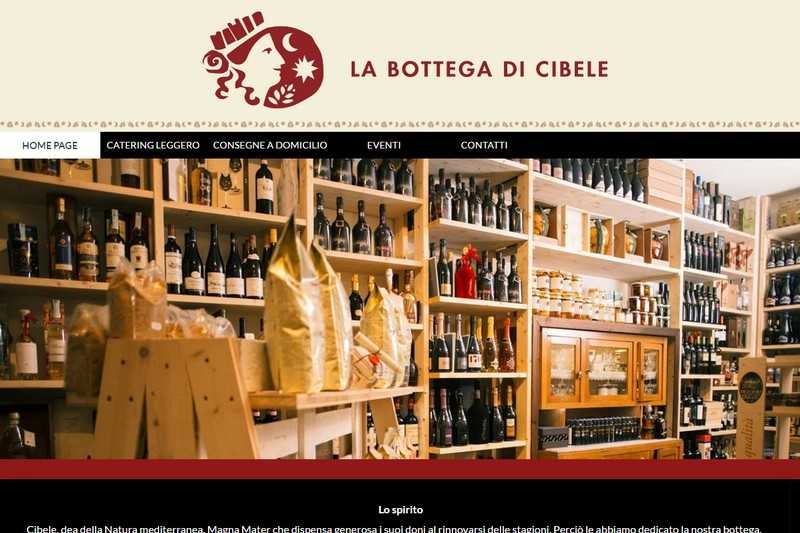 LA BOTTEGA DI CIBELE
HOME PAGE CATERING LEGGERO CONSEGNE A DOMICILIO EVENTI CONTATTI
qualità
Lo spirito
Cibele, dea della Natura mediterranea, Magna Mater che dispensa generosa i suoi doni al rinnovarsi delle stagioni. Perciò le abbiamo dedicato la nostra bottega,